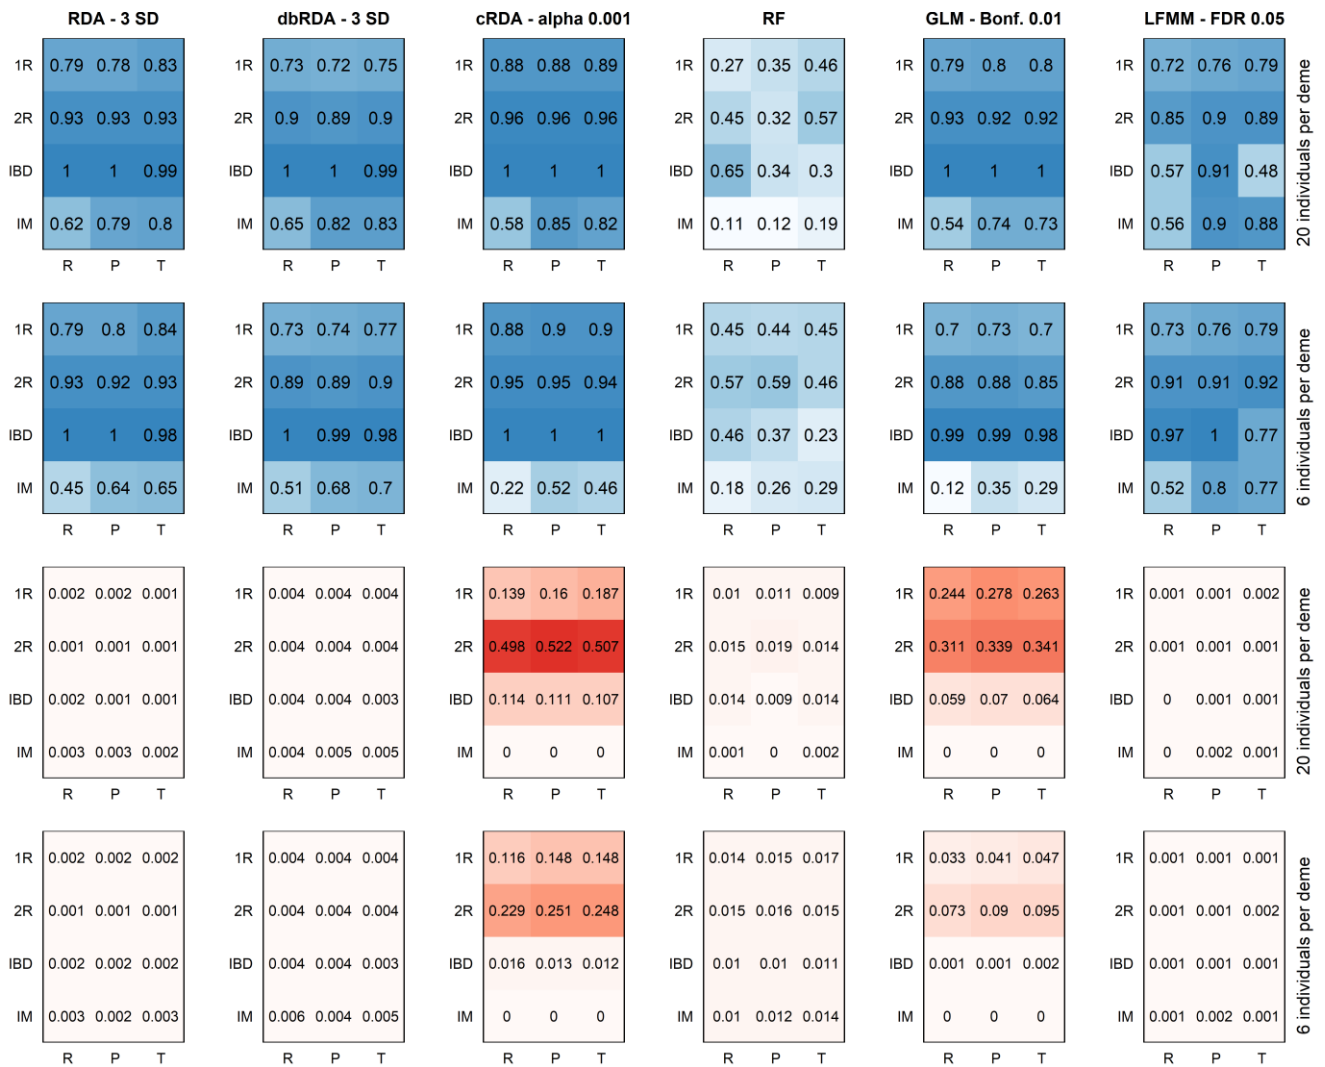 RDA - 3 SD dbRDA - 3 SD cRDA - alpha 0.001 RF GLM - Bonf. 0.01 LFMM - FDR 0.05
1R 0.79 0.78 0.83 1R 0.73 0.72 0.75 1R 0.88 0.88 0.89 1R 0.27 0.35 0.46 1R 0.79 0.8 0.8 1R 0.72 0.76 0.79
2R 0.93 0.93 0.93 2R 0.9 0.89 0.9 2R 0.96 0.96 0.96 2R 0.45 0.32 0.57 2R 0.93 0.92 0.92 2R 0.85 0.9 0.89
IBD 1 1 0.99 IBD 1 1 0.99 IBD 1 1 1 IBD 0.65 0.34 0.3 IBD 1 1 1 IBD 0.57 0.91 0.48
IM 0.62 0.79 0.8 IM 0.65 0.82 0.83 IM 0.58 0.85 0.82 IM 0.11 0.12 0.19 IM 0.54 0.74 0.73 IM 0.56 0.9 0.88
R P T R P T R P T R P T R P T R P T
20 individuals per deme
1R 0.79 0.8 0.84 1R 0.73 0.74 0.77 1R 0.88 0.9 0.9 1R 0.45 0.44 0.45 1R 0.7 0.73 0.7 1R 0.73 0.76 0.79
2R 0.93 0.92 0.93 2R 0.89 0.89 0.9 2R 0.95 0.95 0.94 2R 0.57 0.59 0.46 2R 0.88 0.88 0.85 2R 0.91 0.91 0.92
IBD 1 1 0.98 IBD 1 0.99 0.98 IBD 1 1 1 IBD 0.46 0.37 0.23 IBD 0.99 0.99 0.98 IBD 0.97 1 0.77
IM 0.45 0.64 0.65 IM 0.51 0.68 0.7 IM 0.22 0.52 0.46 IM 0.18 0.26 0.29 IM 0.12 0.35 0.29 IM 0.52 0.8 0.77
R P T R P T R P T R P T R P T R P T
6 individuals per deme
1R 0.002 0.002 0.001 1R 0.004 0.004 0.004 1R 0.139 0.16 0.187 1R 0.01 0.011 0.009 1R 0.244 0.278 0.263 1R 0.001 0.001 0.002
2R 0.001 0.001 0.001 2R 0.004 0.004 0.004 2R 0.498 0.522 0.507 2R 0.015 0.019 0.014 2R 0.311 0.339 0.341 2R 0.001 0.001 0.001
IBD 0.002 0.001 0.001 IBD 0.004 0.004 0.003 IBD 0.114 0.111 0.107 IBD 0.014 0.009 0.014 IBD 0.059 0.07 0.064 IBD 0 0.001 0.001
IM 0.003 0.003 0.002 IM 0.004 0.005 0.005 IM 0 0 0 IM 0.001 0 0.002 IM 0 0 0 IM 0 0.002 0.001
R P T R P T R P T R P T R P T R P T
20 individuals per deme
1R 0.002 0.002 0.002 1R 0.004 0.004 0.004 1R 0.116 0.148 0.148 1R 0.014 0.015 0.017 1R 0.033 0.041 0.047 1R 0.001 0.001 0.001
2R 0.001 0.001 0.001 2R 0.004 0.004 0.004 2R 0.229 0.251 0.248 2R 0.015 0.016 0.015 2R 0.073 0.09 0.095 2R 0.001 0.001 0.002
IBD 0.002 0.002 0.002 IBD 0.004 0.004 0.003 IBD 0.016 0.013 0.012 IBD 0.01 0.01 0.011 IBD 0.001 0.001 0.002 IBD 0.001 0.001 0.001
IM 0.003 0.002 0.003 IM 0.006 0.004 0.005 IM 0 0 0 IM 0.01 0.012 0.014 IM 0 0 0 IM 0.001 0.002 0.001
R P T R P T R P T R P T R P T R P T
6 individuals per deme